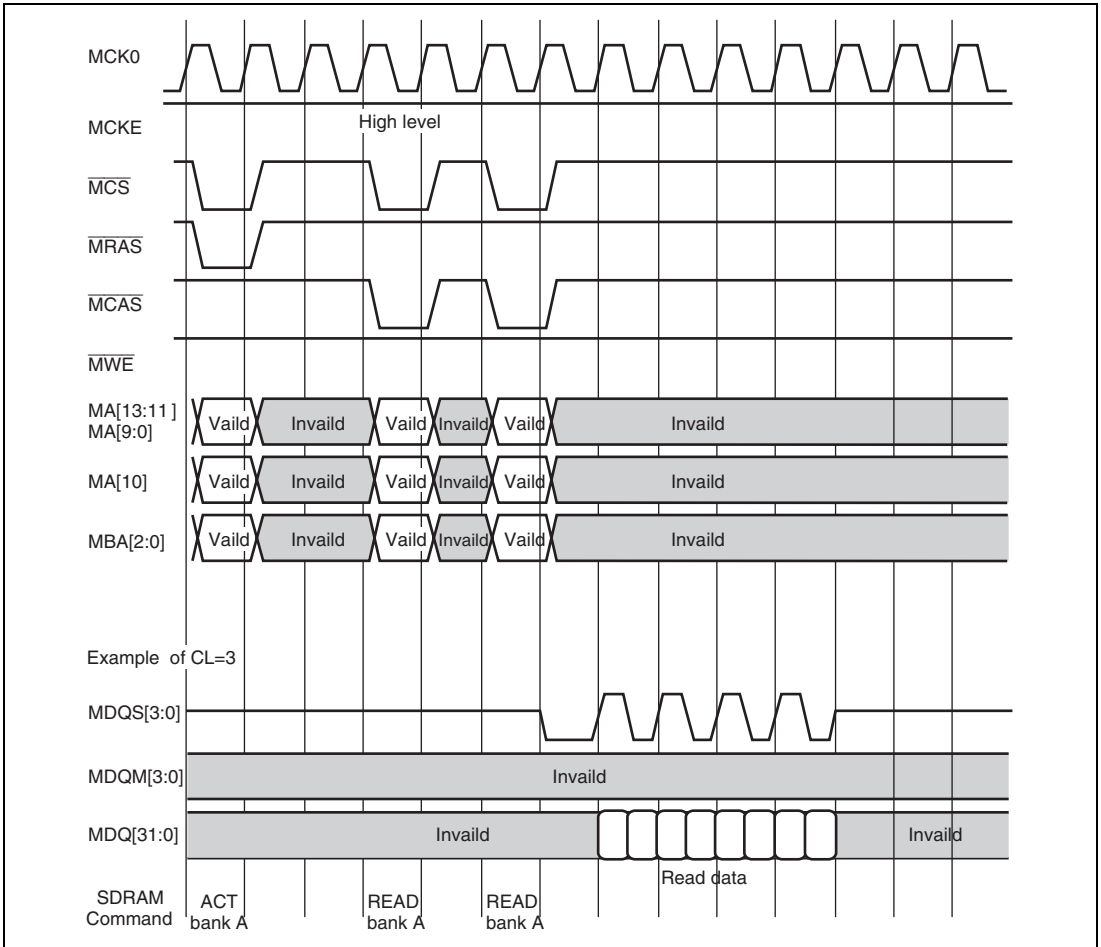 MCK0
MCKE
High level
MCS
MRAS
MCAS
MWE
MA[13:11]
MA[9:0]
Vaild Invaild Vaild Invaild Vaild Invaild
MA[10]
Vaild Invaild Vaild Invaild Vaild Invaild
MBA[2:0]
Vaild Invaild Vaild Invaild Vaild Invaild
Example of CL=3
MDQS[3:0]
MDQM[3:0]
Invaild
MDQ[31:0]
Invaild Invaild
Read data
SDRAM
Command
ACT
bank A
READ
bank A
READ
bank A